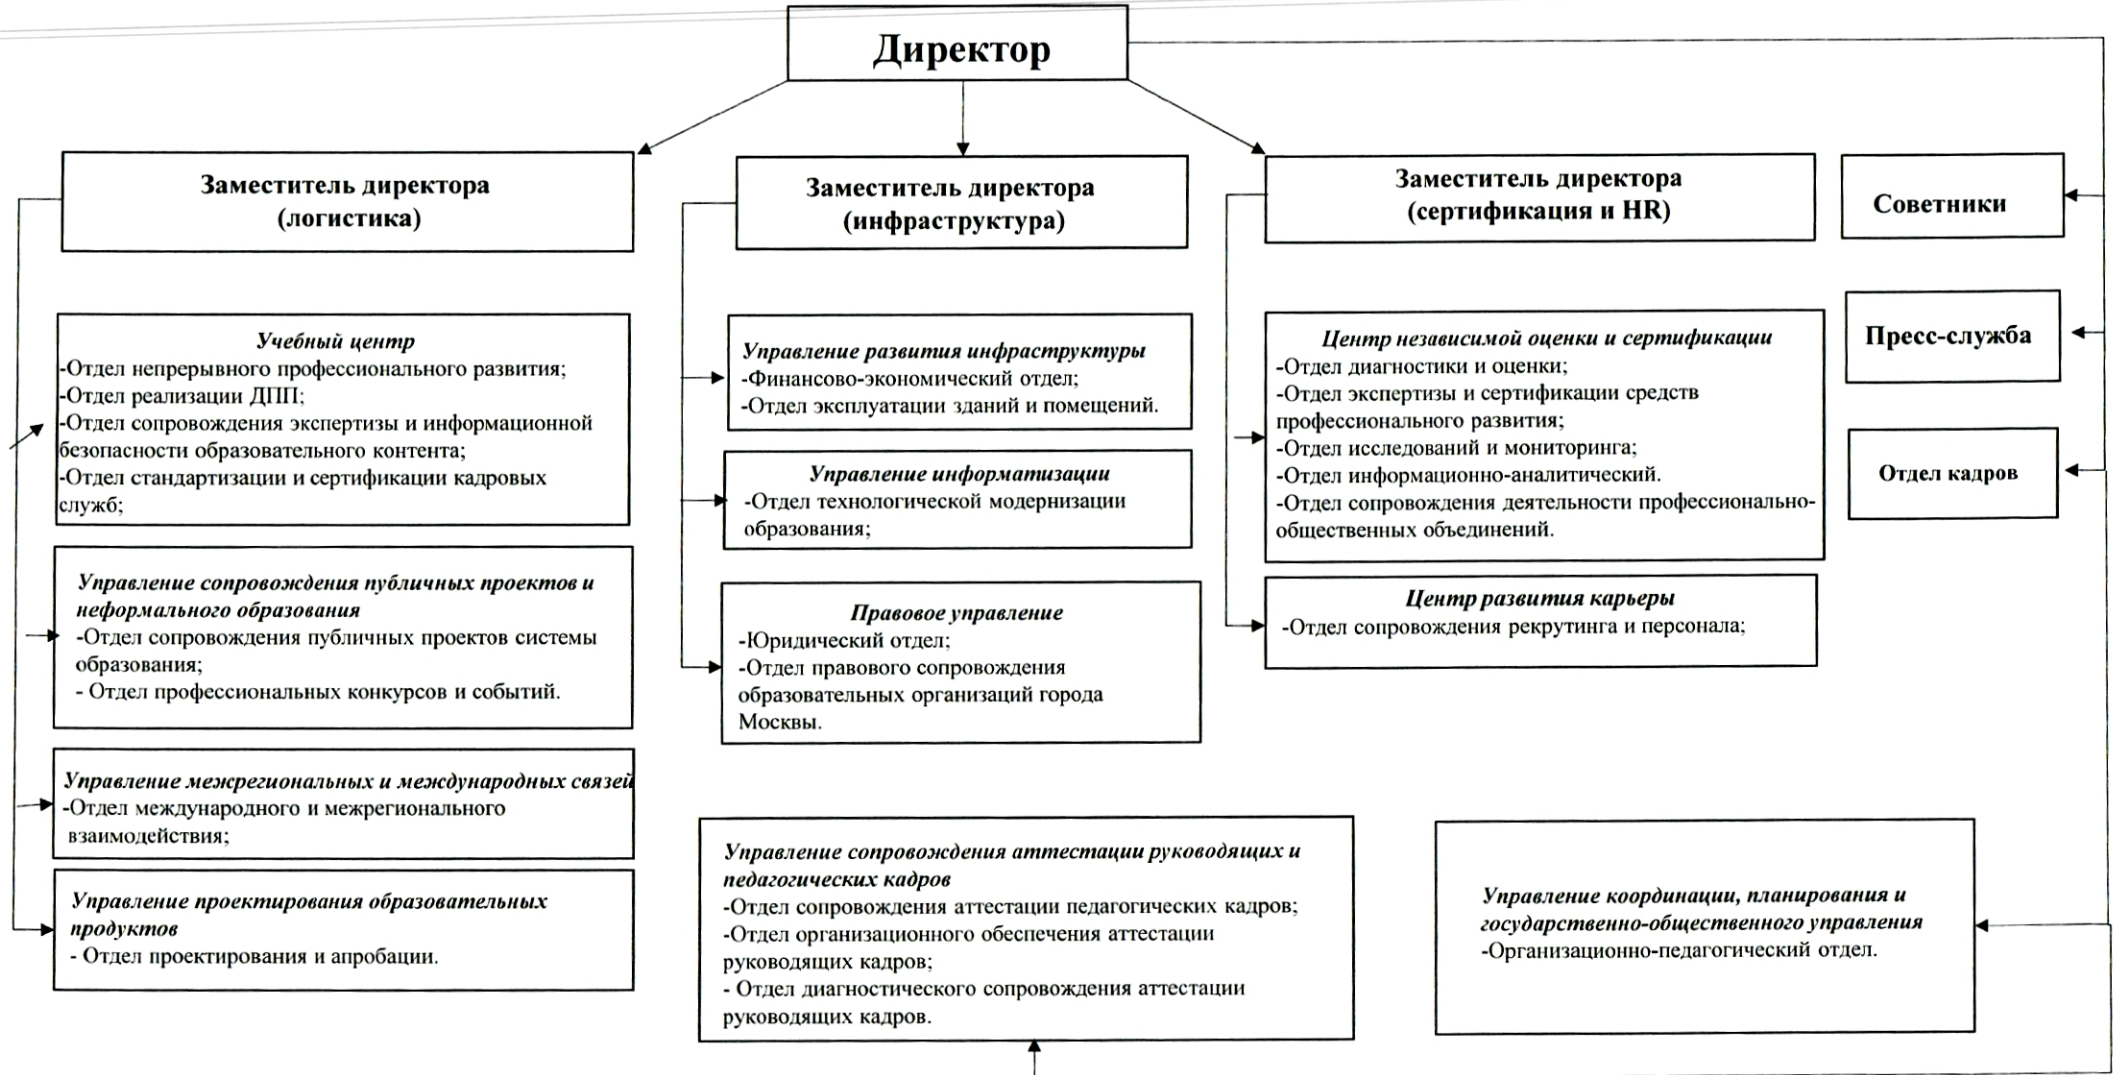 Директор
Заместитель директора
(логистика)
Заместитель директора
(инфраструктура)
Заместитель директора
(сертификация и HR)
Советники
Учебный центр
-Отдел непрерывного профессионального развития;
-Отдел реализации ДПП;
-Отдел сопровождения экспертизы и информационной
безопасности образовательного контента;
-Отдел стандартизации и сертификации кадровых
служб;
Управление сопровождения публичных проектов и
неформального образования
-Отдел сопровождения публичных проектов системы
образования;
- Отдел профессиональных конкурсов и событий.
Управление межрегиональных и международных связей
-Отдел международного и межрегионального
взаимодействия;
Управление проектирования образовательных
продуктов
- Отдел проектирования и апробации.
Управление развития инфраструктуры
-Финансово-экономический отдел;
-Отдел эксплуатации зданий и помещений.
Управление информатизации
-Отдел технологической модернизации
образования;
Правовое управление
-Юридический отдел;
-Отдел правового сопровождения
образовательных организаций города
Москвы.
Центр независимой оценки и сертификации
-Отдел диагностики и оценки;
-Отдел экспертизы и сертификации средств
профессионального развития;
-Отдел исследований и мониторинга;
-Отдел информационно-аналитический.
-Отдел сопровождения деятельности профессионально-
общественных объединений.
Центр развития карьеры
-Отдел сопровождения рекрутинга и персонала;
Пресс-служба
Отдел кадров
Управление сопровождения аттестации руководящих и
педагогических кадров
-Отдел сопровождения аттестации педагогических кадров;
-Отдел организационного обеспечения аттестации
руководящих кадров;
- Отдел диагностического сопровождения аттестации
руководящих кадров.
Управление координации, планирования и
государственно-общественного управления
-Организационно-педагогический отдел.